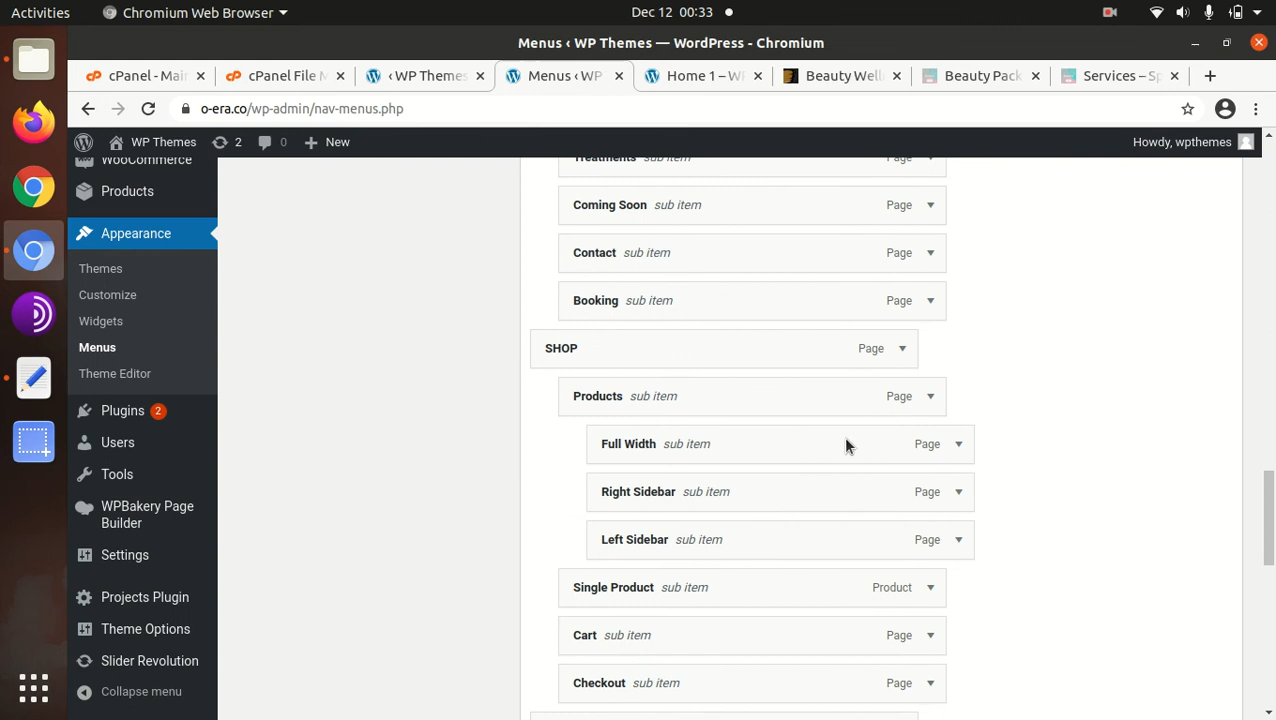 Activities Chromium Web Browser Dec 12 00:33
Menus ‹ WP Themes — WordPress - Chromium
cPanel - Mai cPanel File M ‹ WP Themes Menus ‹ WP Home 1 – W Beauty Well Beauty Pack Services – Sp
o-era.co/wp-admin/nav-menus.php
WP Themes 2 0 New Howdy, wpthemes
WooCommerce
Products
Appearance
Themes
Customize
Widgets
Menus
Theme Editor
Plugins 2
Users
Tools
WPBakery Page
Builder
Settings
Projects Plugin
Theme Options
Slider Revolution
Collapse menu
Treatments sub item Page
Coming Soon sub item Page
Contact sub item Page
Booking sub item Page
SHOP Page
Products sub item Page
Full Width sub item Page
Right Sidebar sub item Page
Left Sidebar sub item Page
Single Product sub item Product
Cart sub item Page
Checkout sub item Page